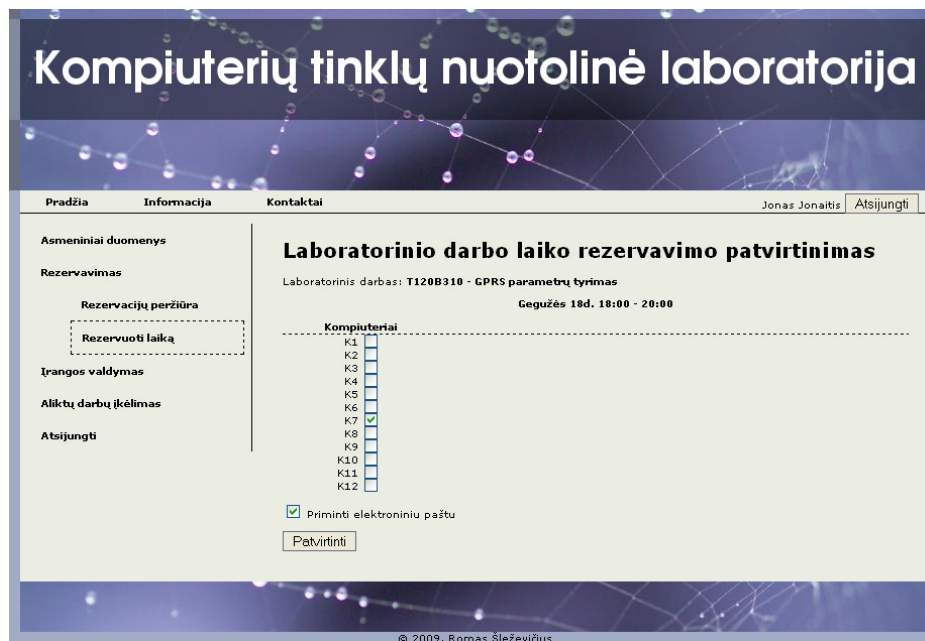 Kompiuterių tinklų nuotolinė laboratorija
Pradžia Informacija Kontaktai Jonas Jonaitis Atsijungti
Asmeniniai duomenys
Rezervavimas
Rezervacijų peržiūra
Rezervuoti laiką
Įrangos valdymas
Aliktų darbų įkėlimas
Atsijungti
Laboratorinio darbo laiko rezervavimo patvirtinimas
Laboratorinis darbas: T120B310 - GPRS parametrų tyrimas
Gegužės 18d. 18:00 - 20:00
Kompiuteriai
K1
K2
K3
K4
K5
K6
K7
K8
K9
K10
K11
K12
Priminti elektroniniu paštu
Patvirtinti
© 2009, Romas Šleževičius